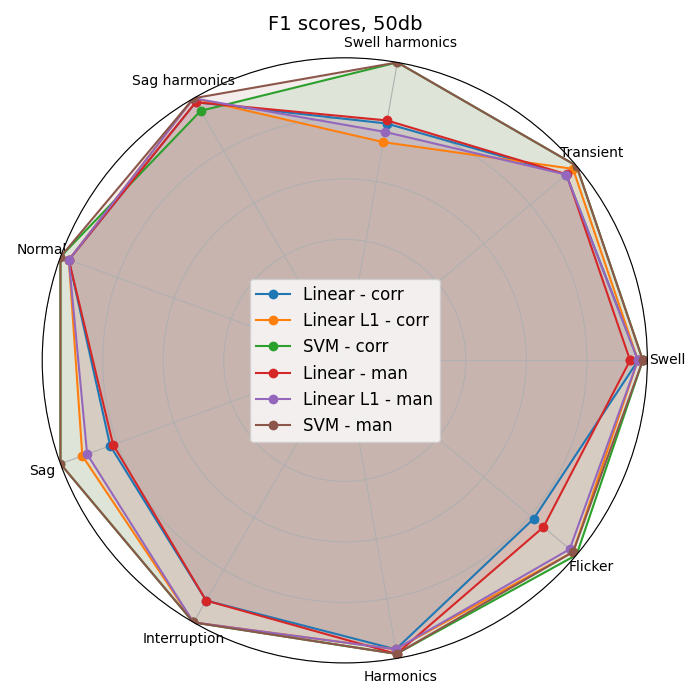 F1 scores, 50db
Swell harmonics
Sag harmonics
Transient
Normal
Linear - corr
Linear L1 - corr
SVM - corr
Linear - man
Linear L1 - man
SVM - man
Swell
Sag
Flicker
Interruption
Harmonics